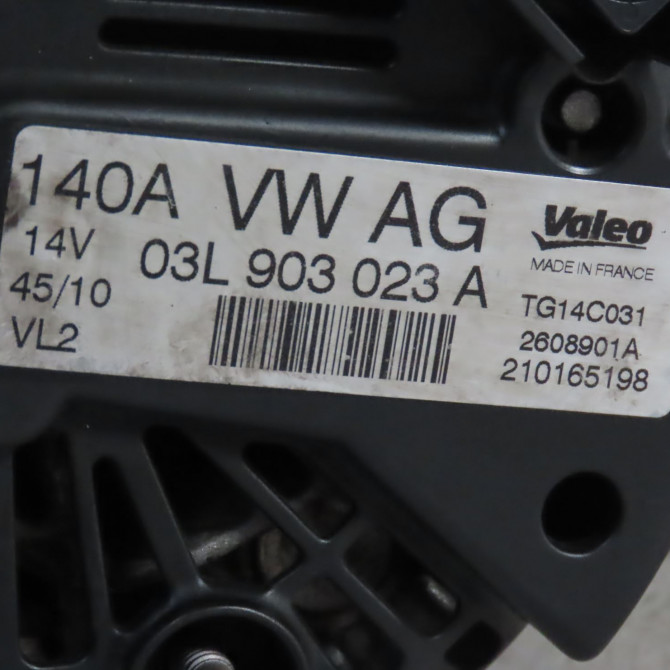 140A VW AG
14V 03L 903 023 A
45/10
VL2
Valeo
MADE IN FRANCE
TG14C031
2608901A
210165198